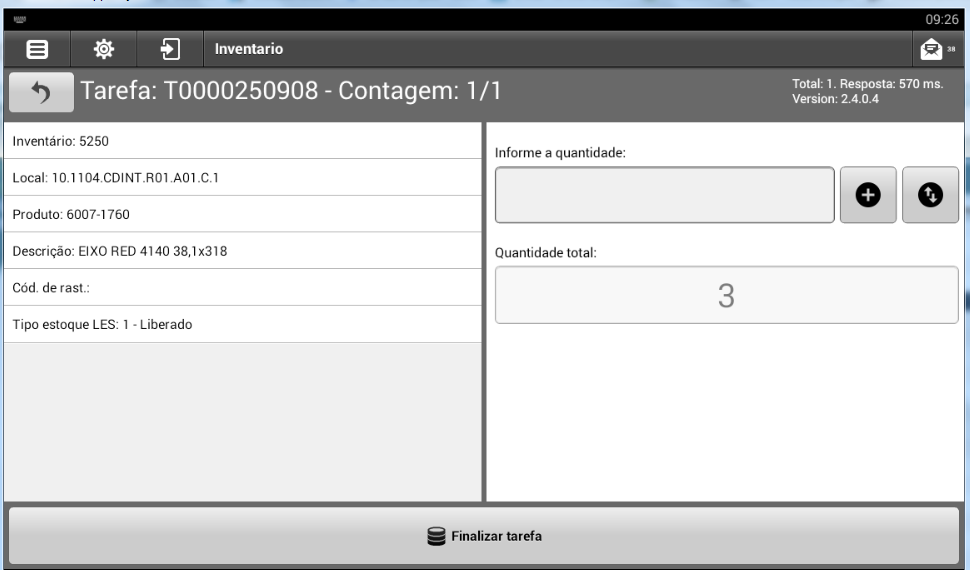 09:26
Inventario
38
Tarefa: T0000250908 - Contagem: 1/1
Total: 1. Resposta: 570 ms.
Version: 2.4.0.4
Inventário: 5250
Local: 10.1104.CDINT.R01.A01.C.1
Produto: 6007-1760
Descrição: EIXO RED 4140 38,1x318
Cód. de rast.:
Tipo estoque LES: 1 - Liberado
Informe a quantidade:
Quantidade total:
3
Finalizar tarefa